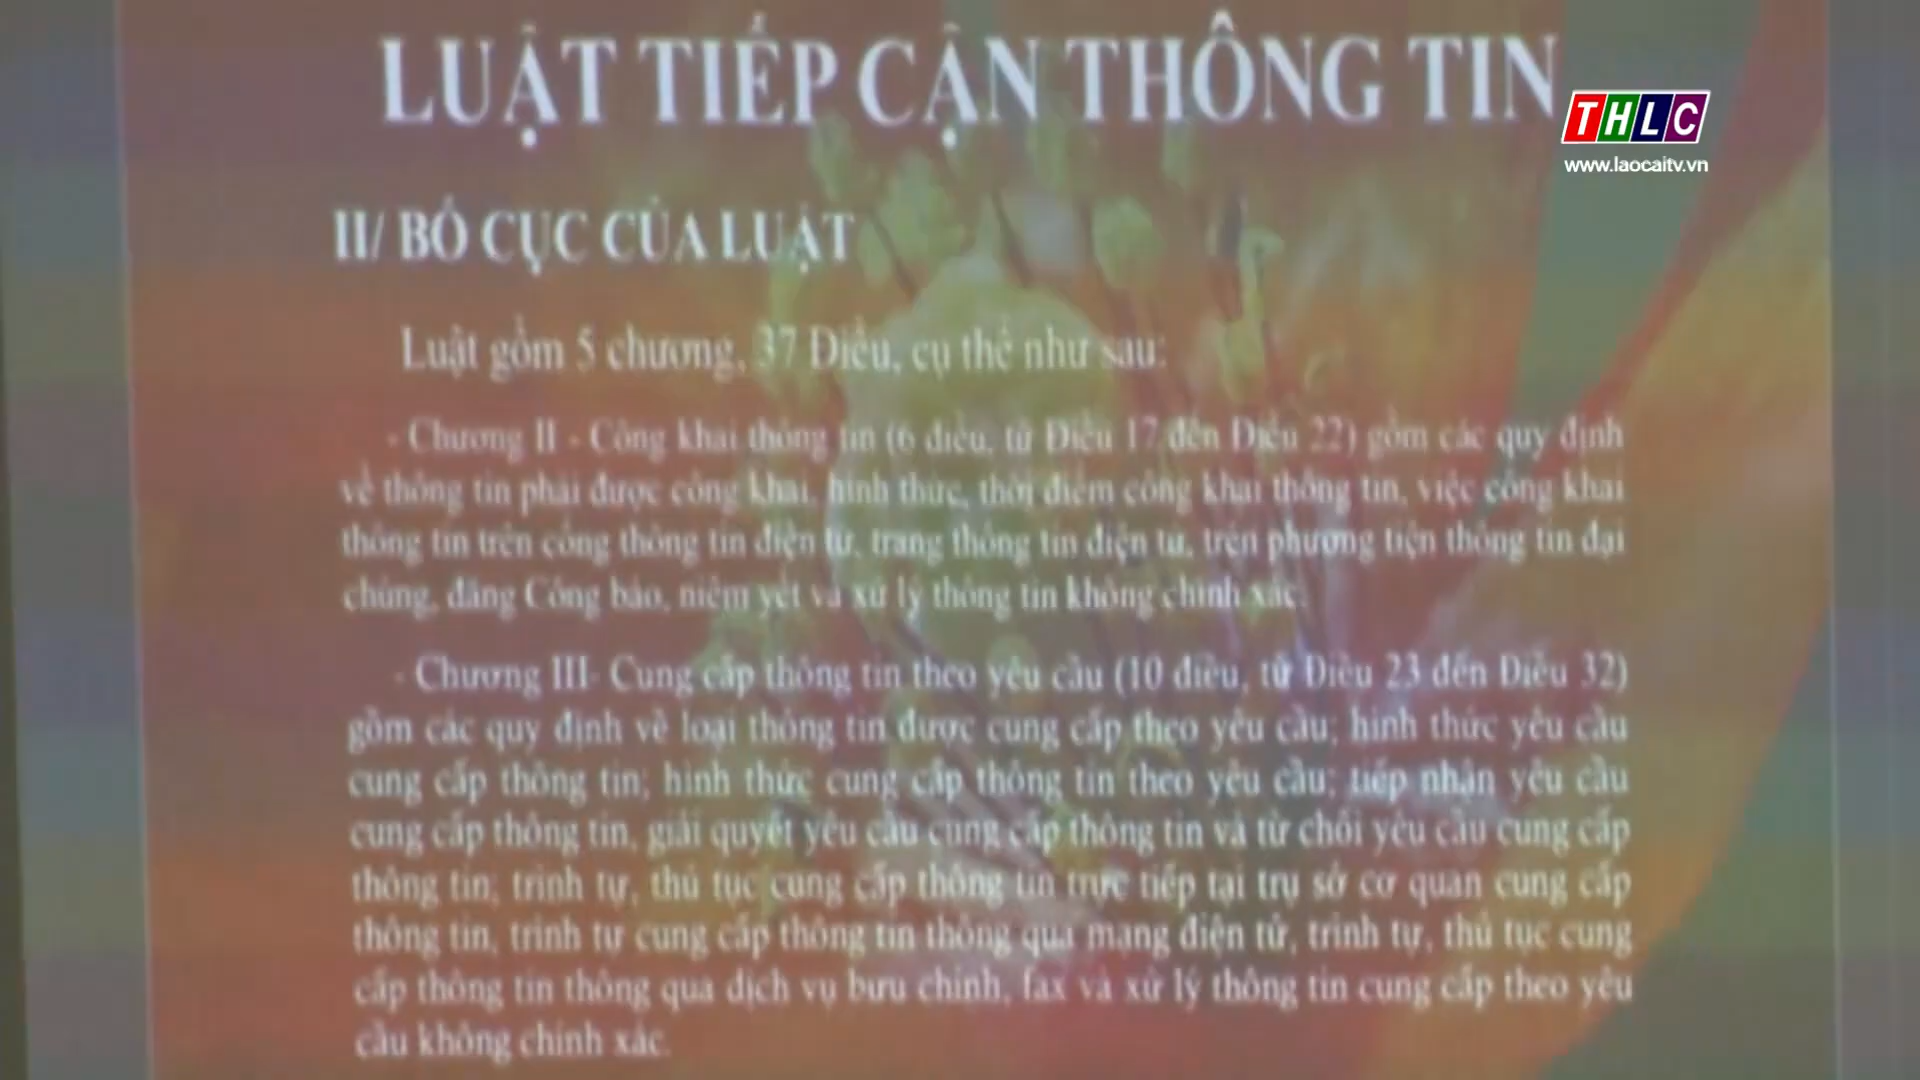 LUẬT TIẾP CẬN THÔNG TIN
THLC
www.laocaitv.vn
II/ BỐ CỤC CỦA LUẬT
Luật gồm 5 chương, 37 Điều, cụ thể như sau:
- Chương II - Công khai thông tin (6 điều, từ Điều 17 đến Điều 22) gồm các quy định
về thông tin phải được công khai, hình thức, thời điểm công khai thông tin, việc công khai
thông tin trên cổng thông tin điện tử, trang thông tin điện tử, trên phương tiện thông tin đại
chúng, đăng Công báo, niêm yết và xử lý thông tin không chính xác.
- Chương III- Cung cấp thông tin theo yêu cầu (10 điều, từ Điều 23 đến Điều 32)
gồm các quy định về loại thông tin được cung cấp theo yêu cầu; hình thức yêu cầu
cung cấp thông tin; hình thức cung cấp thông tin theo yêu cầu; tiếp nhận yêu cầu
cung cấp thông tin, giải quyết yêu cầu cung cấp thông tin và từ chối yêu cầu cung cấp
thông tin; trình tự, thủ tục cung cấp thông tin trực tiếp tại trụ sở cơ quan cung cấp
thông tin, trình tự cung cấp thông tin thông qua mạng điện tử, trình tự, thủ tục cung
cấp thông tin thông qua dịch vụ bưu chính, fax và xử lý thông tin cung cấp theo yêu
cầu không chính xác.